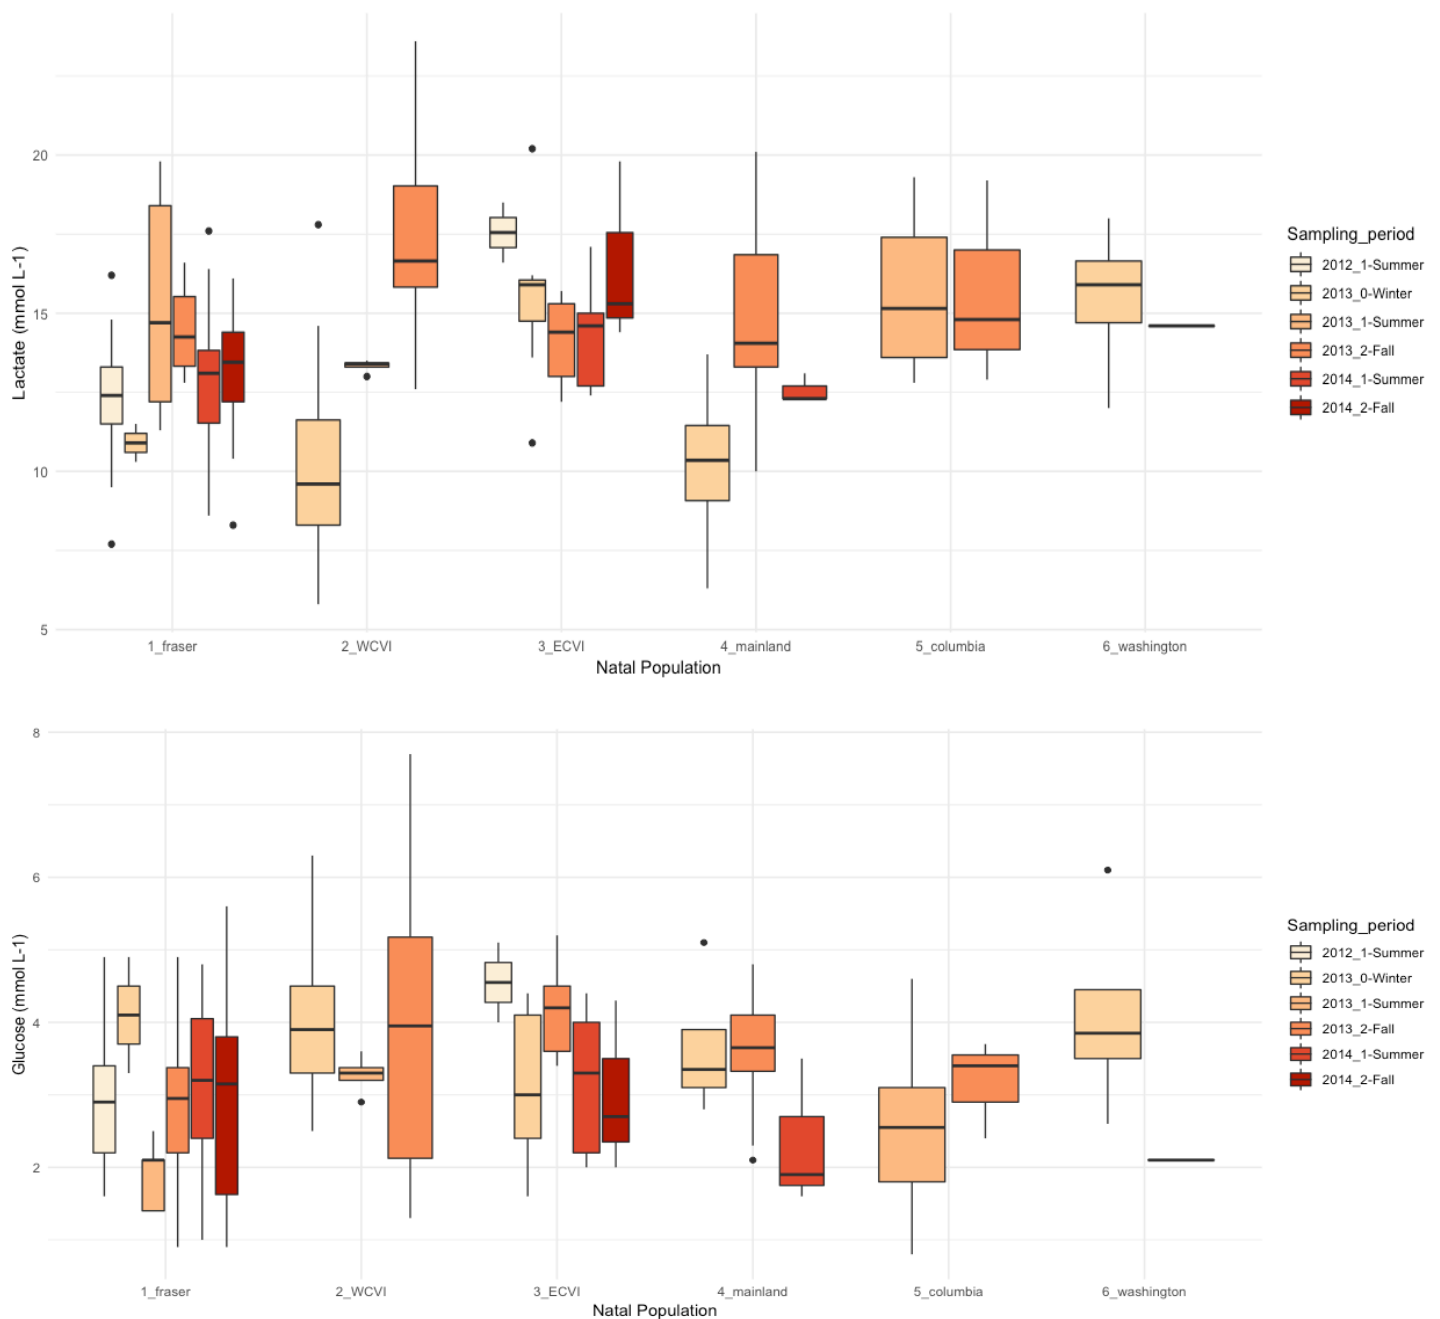 Lactate (mmol L-1)
20
15
10
5
1_fraser 2_WCVI 3_ECVI 4_mainland 5_columbia 6_washington
Natal Population
Sampling_period
2012_1-Summer
2013_0-Winter
2013_1-Summer
2013_2-Fall
2014_1-Summer
2014_2-Fall
Glucose (mmol L-1)
8
6
4
2
1_fraser 2_WCVI 3_ECVI 4_mainland 5_columbia 6_washington
Natal Population
Sampling_period
2012_1-Summer
2013_0-Winter
2013_1-Summer
2013_2-Fall
2014_1-Summer
2014_2-Fall